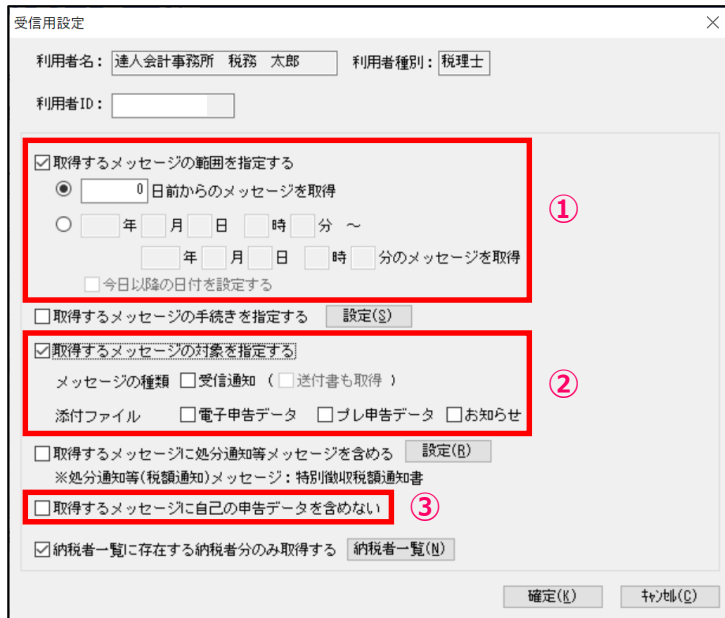 受信用設定
利用者名： 達人会計事務所　税務　太郎　利用者種別： 税理士
利用者ID：
取得するメッセージの範囲を指定する
0 日前からのメッセージを取得
①
年　月　日　時　分　～
年　月　日　時　分のメッセージを取得
今日以降の日付を設定する
取得するメッセージの手続きを指定する　設定(S)
取得するメッセージの対象を指定する
メッセージの種類　受信通知　（　送付書も取得　）
②
添付ファイル　電子申告データ　プレ申告データ　お知らせ
取得するメッセージに処分通知等メッセージを含める　設定(R)
※処分通知等(税額通知)メッセージ：特別徴収税額通知書
取得するメッセージに自己の申告データを含めない　③
納税者一覧に存在する納税者分のみ取得する　納税者一覧(N)
確定(K)　ｷｬﾝｾﾙ(C)